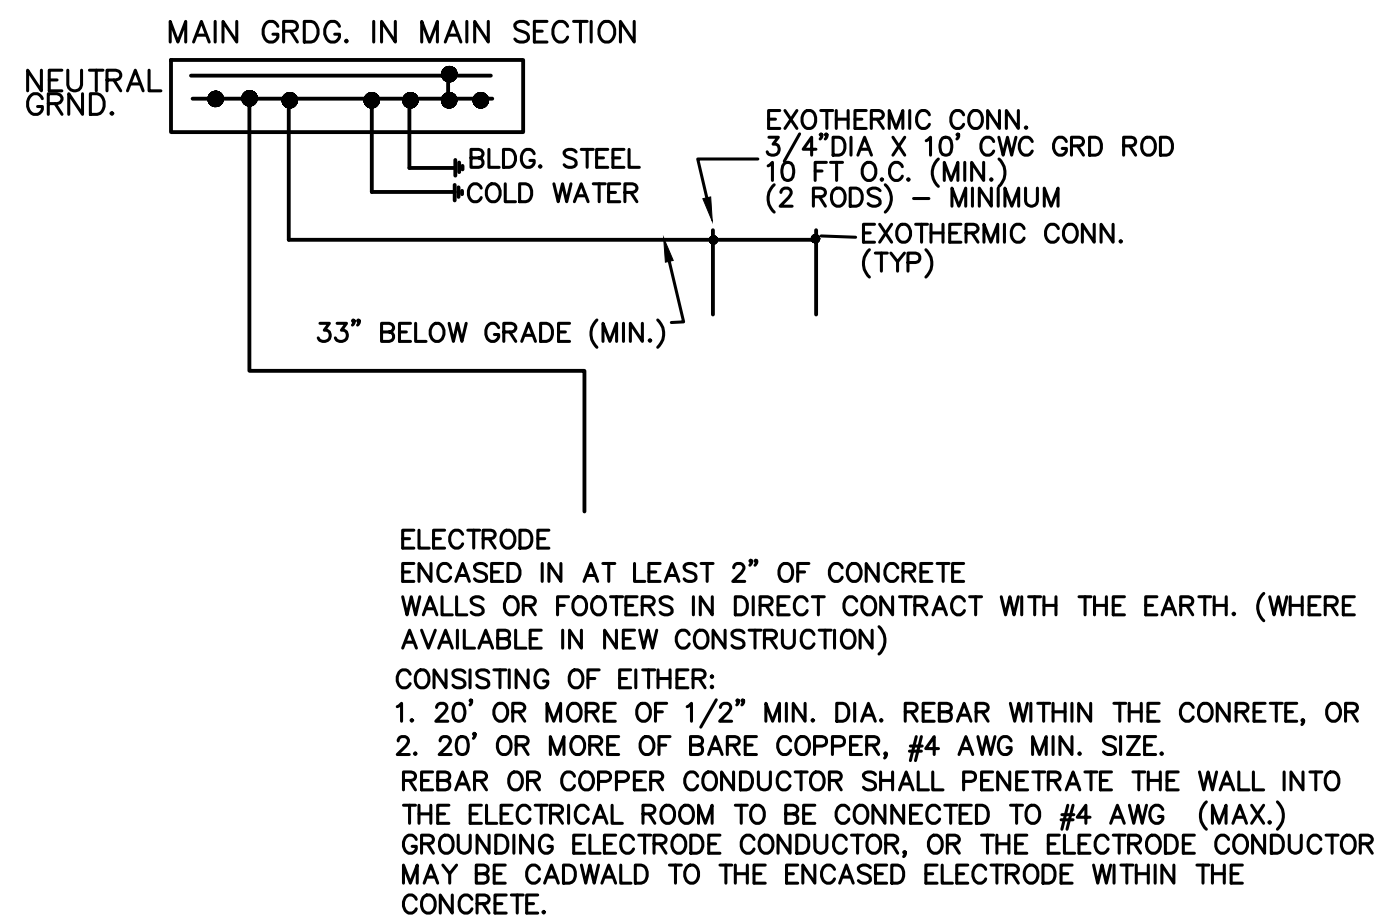 MAIN GRDG. IN MAIN SECTION
NEUTRAL
GRND.
BLDG. STEEL
COLD WATER
EXOTHERMIC CONN.
3/4"DIA X 10' CWC GRD ROD
10 FT O.C. (MIN.)
(2 RODS) - MINIMUM
EXOTHERMIC CONN.
(TYP)
33" BELOW GRADE (MIN.)
ELECTRODE
ENCASED IN AT LEAST 2" OF CONCRETE
WALLS OR FOOTERS IN DIRECT CONTRACT WITH THE EARTH. (WHERE
AVAILABLE IN NEW CONSTRUCTION)
CONSISTING OF EITHER:
1. 20' OR MORE OF 1/2" MIN. DIA. REBAR WITHIN THE CONRETE, OR
2. 20' OR MORE OF BARE COPPER, #4 AWG MIN. SIZE.
REBAR OR COPPER CONDUCTOR SHALL PENETRATE THE WALL INTO
THE ELECTRICAL ROOM TO BE CONNECTED TO #4 AWG (MAX.)
GROUNDING ELECTRODE CONDUCTOR, OR THE ELECTRODE CONDUCTOR
MAY BE CADWALD TO THE ENCASED ELECTRODE WITHIN THE
CONCRETE.